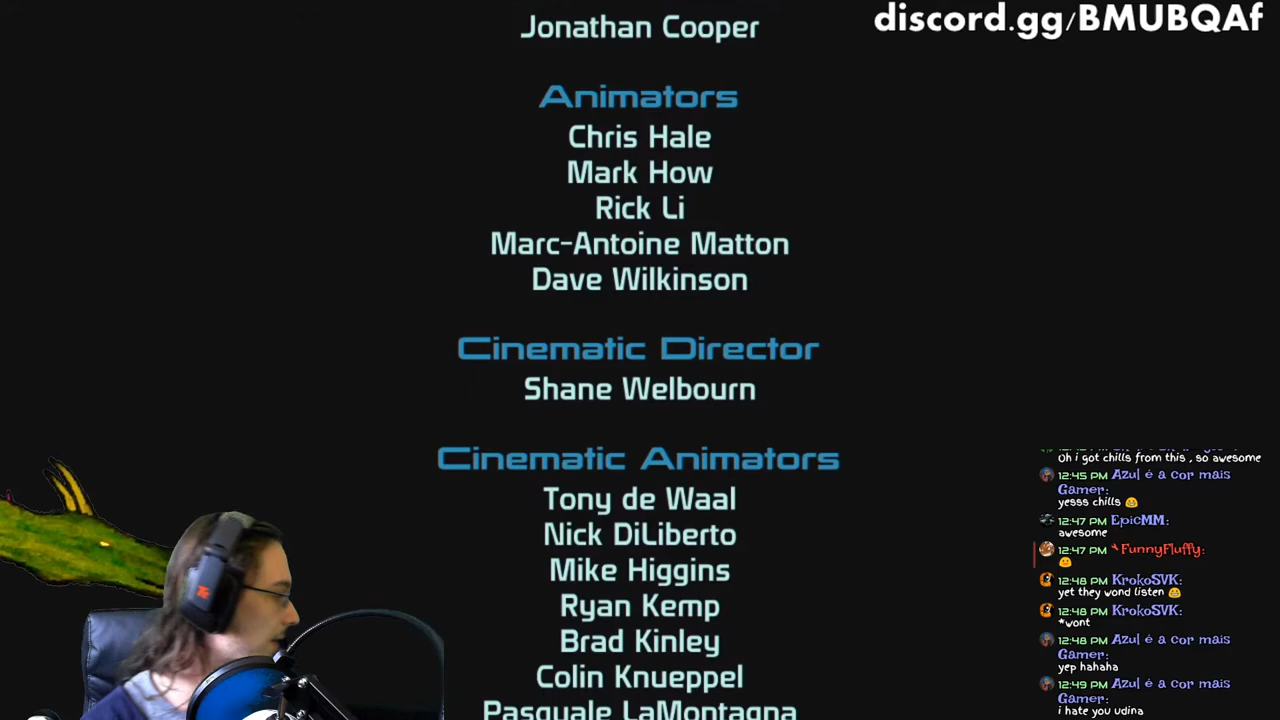 Jonathan Cooper
discord.gg/BMUBQAf
Animators
Chris Hale
Mark How
Rick Li
Marc-Antoine Matton
Dave Wilkinson
Cinematic Director
Shane Welbourn
Cinematic Animators
Tony de Waal
Nick DiLiberto
Mike Higgins
Ryan Kemp
Brad Kinley
Colin Knueppel
Pasquale LaMontagna
oh i got chills from this , so awesome
12:45 PM Azul é a cor mais
Gamer:
yesss chills
12:47 PM EpicMM:
awesome
12:47 PM FunnyFluffy:
12:48 PM KrokoSVK:
yet they wond listen
12:48 PM KrokoSVK:
*wont
12:48 PM Azul é a cor mais
Gamer:
yep hahaha
12:49 PM Azul é a cor mais
Gamer:
i hate you udina